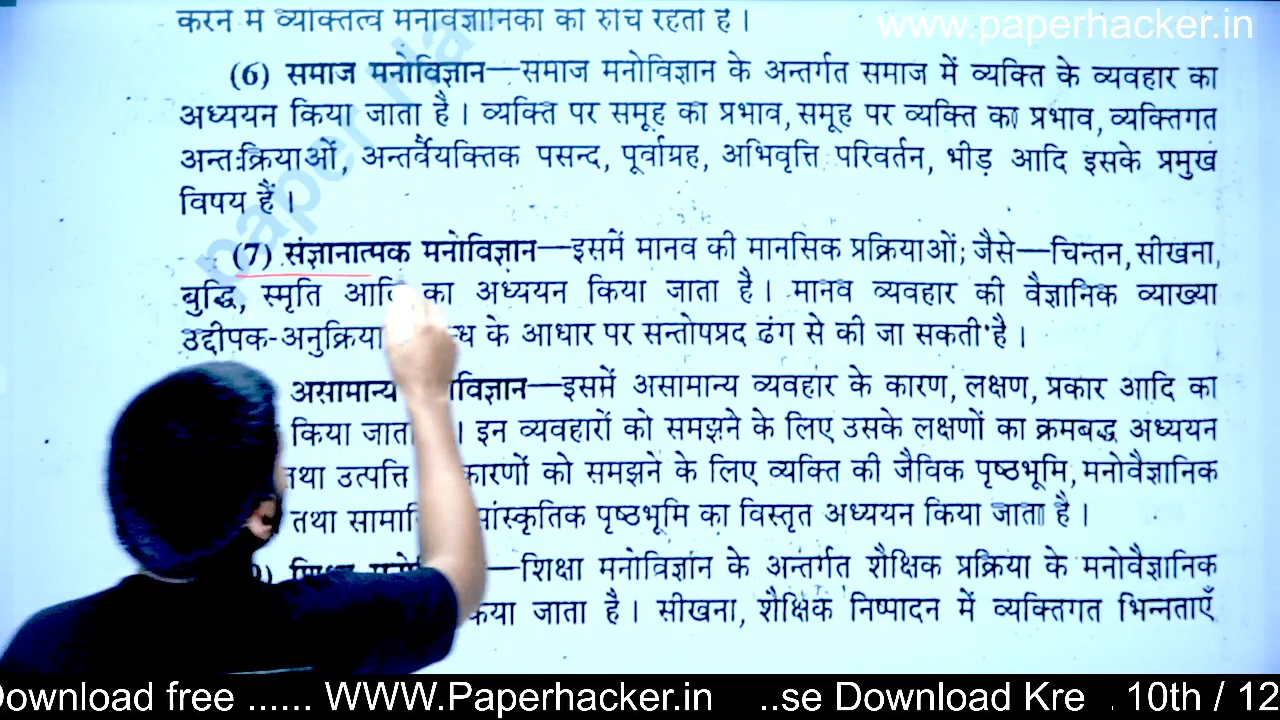 www.paperhacker.in
(6) समाज मनोविज्ञान—समाज मनोविज्ञान के अन्तर्गत समाज में व्यक्ति के व्यवहार का
अध्ययन किया जाता है। व्यक्ति पर समूह का प्रभाव, समूह पर व्यक्ति का प्रभाव, व्यक्तिगत
अन्तःक्रियाओं, अन्तर्वैयक्तिक पसन्द, पूर्वाग्रह, अभिवृत्ति परिवर्तन, भीड़ आदि इसके प्रमुख
विषय हैं।
(7) संज्ञानात्मक मनोविज्ञान—इसमें मानव की मानसिक प्रक्रियाओं; जैसे—चिन्तन, सीखना,
बुद्धि, स्मृति का अध्ययन किया जाता है। मानव व्यवहार की वैज्ञानिक व्याख्या
उद्दीपक-अनुक्रिया के आधार पर सन्तोषप्रद ढंग से की जा सकती है।
असामान्य —इसमें असामान्य व्यवहार के कारण, लक्षण, प्रकार आदि का
किया जाता । इन व्यवहारों को समझने के लिए उसके लक्षणों का क्रमबद्ध अध्ययन
तथा उत्पत्ति कारणों को समझने के लिए व्यक्ति की जैविक पृष्ठभूमि, मनोवैज्ञानिक
तथा सांस्कृतिक पृष्ठभूमि का विस्तृत अध्ययन किया जाता है।
—शिक्षा मनोविज्ञान के अन्तर्गत शैक्षिक प्रक्रिया के मनोवैज्ञानिक
जाता है। सीखना, शैक्षिक निष्पादन में व्यक्तिगत भिन्नताएँ
Download free ...... WWW.Paperhacker.in ..se Download Kre . 10th / 12